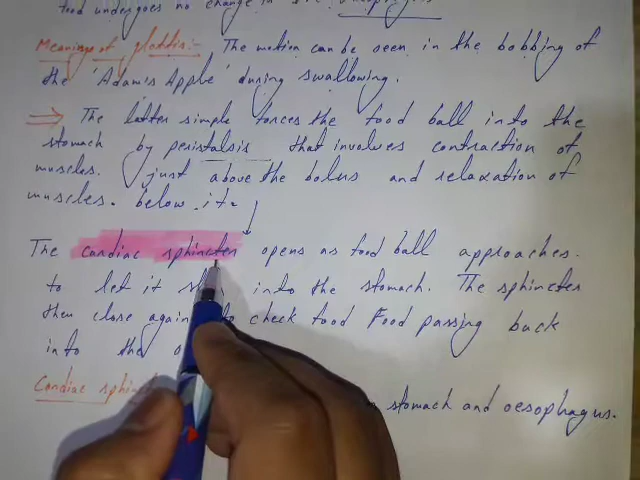 food undergoes no change in the oesophagus
Meaning of glottis:- The motion can be seen in the bobbing of
the 'Adam's Apple' during swallowing.
⇒ The latter simple forces the food ball into the
stomach by peristalsis that involves contraction of
muscles. just above the bolus and relaxation of
muscles. below it.
The cardiac sphincter opens as food ball approaches.
to let it into the stomach. The sphincter
then close again to check food Food passing back
into the
Cardiac stomach and oesophagus.